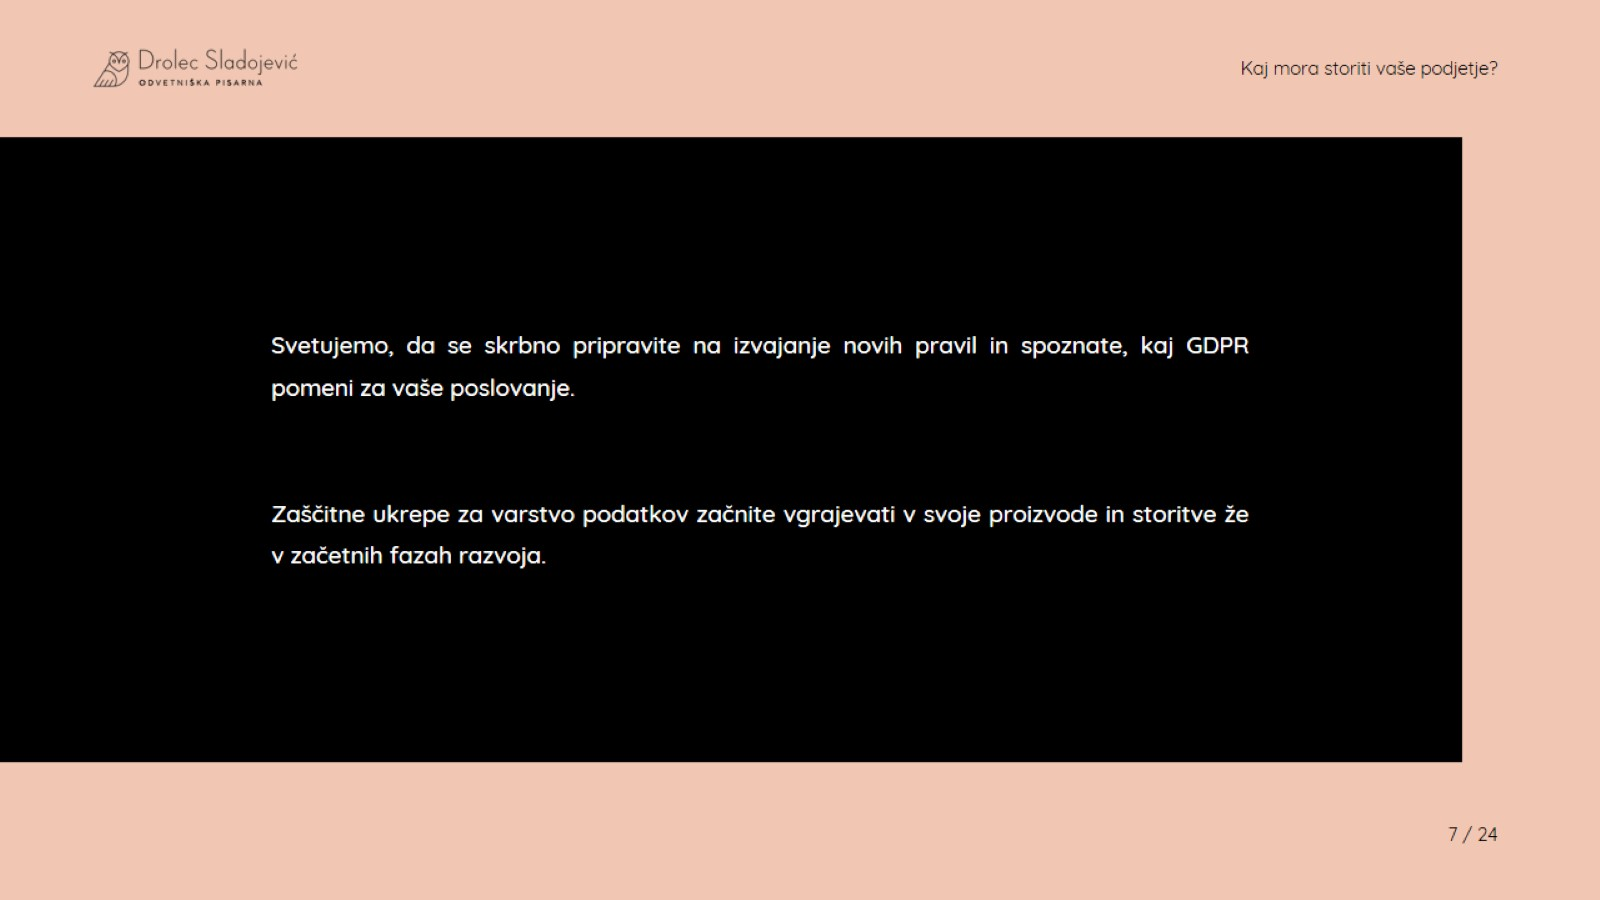 Drolec Sladojević
ODVETNIŠKA PISARNA
Kaj mora storiti vaše podjetje?
Svetujemo, da se skrbno pripravite na izvajanje novih pravil in spoznate, kaj GDPR
pomeni za vaše poslovanje.
Zaščitne ukrepe za varstvo podatkov začnite vgrajevati v svoje proizvode in storitve že
v začetnih fazah razvoja.
7 / 24